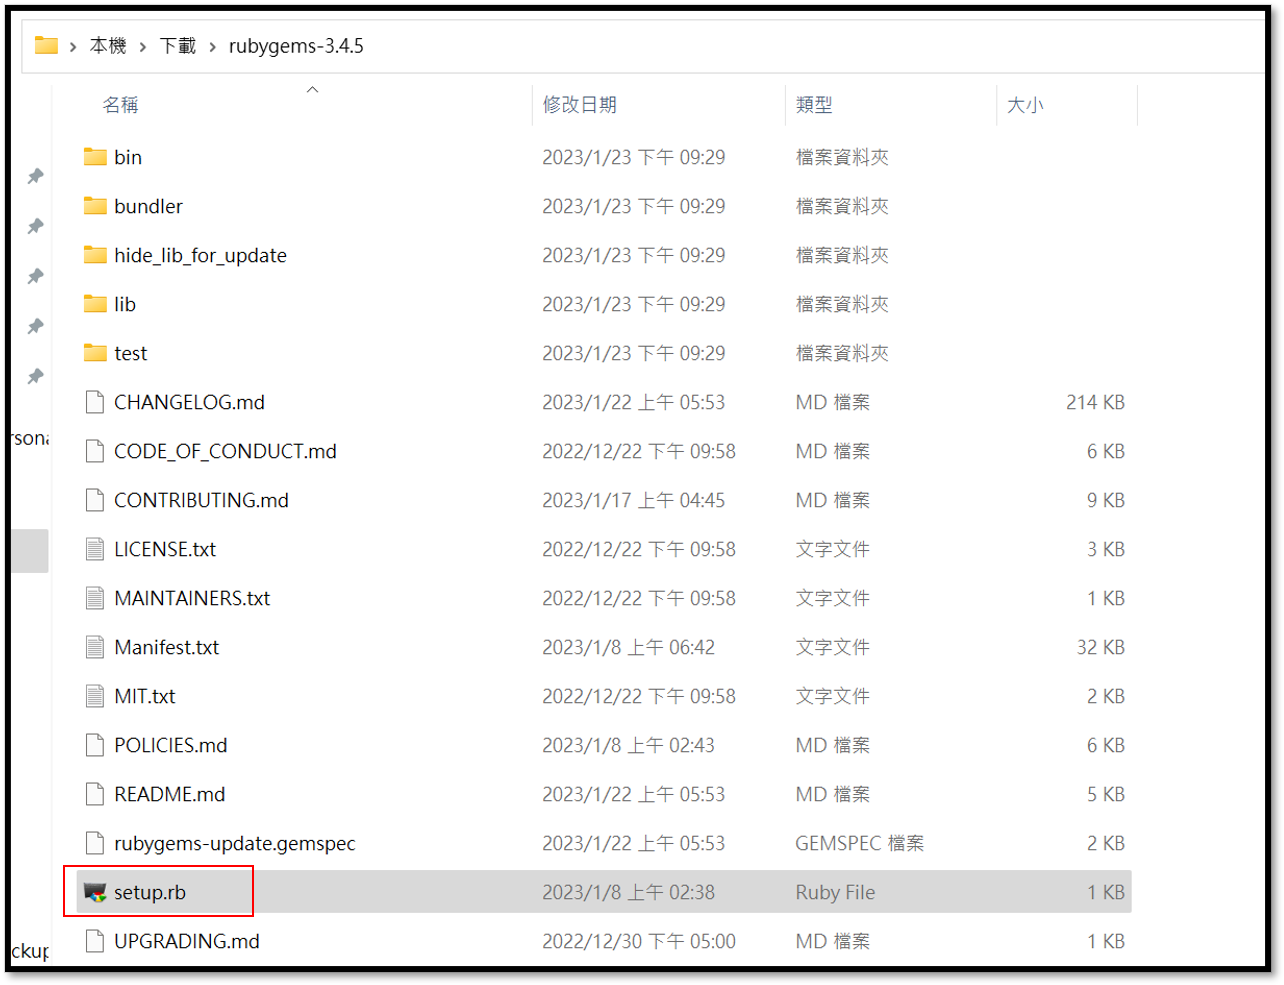 本機 > 下載 > rubygems-3.4.5
名稱 修改日期 類型 大小
bin 2023/1/23 下午 09:29 檔案資料夾
bundler 2023/1/23 下午 09:29 檔案資料夾
hide_lib_for_update 2023/1/23 下午 09:29 檔案資料夾
lib 2023/1/23 下午 09:29 檔案資料夾
test 2023/1/23 下午 09:29 檔案資料夾
CHANGELOG.md 2023/1/22 上午 05:53 MD 檔案 214 KB
CODE_OF_CONDUCT.md 2022/12/22 下午 09:58 MD 檔案 6 KB
CONTRIBUTING.md 2023/1/17 上午 04:45 MD 檔案 9 KB
LICENSE.txt 2022/12/22 下午 09:58 文字文件 3 KB
MAINTAINERS.txt 2022/12/22 下午 09:58 文字文件 1 KB
Manifest.txt 2023/1/8 上午 06:42 文字文件 32 KB
MIT.txt 2022/12/22 下午 09:58 文字文件 2 KB
POLICIES.md 2023/1/8 上午 02:43 MD 檔案 6 KB
README.md 2023/1/22 上午 05:53 MD 檔案 5 KB
rubygems-update.gemspec 2023/1/22 上午 05:53 GEMSPEC 檔案 2 KB
setup.rb 2023/1/8 上午 02:38 Ruby File 1 KB
UPGRADING.md 2022/12/30 下午 05:00 MD 檔案 1 KB